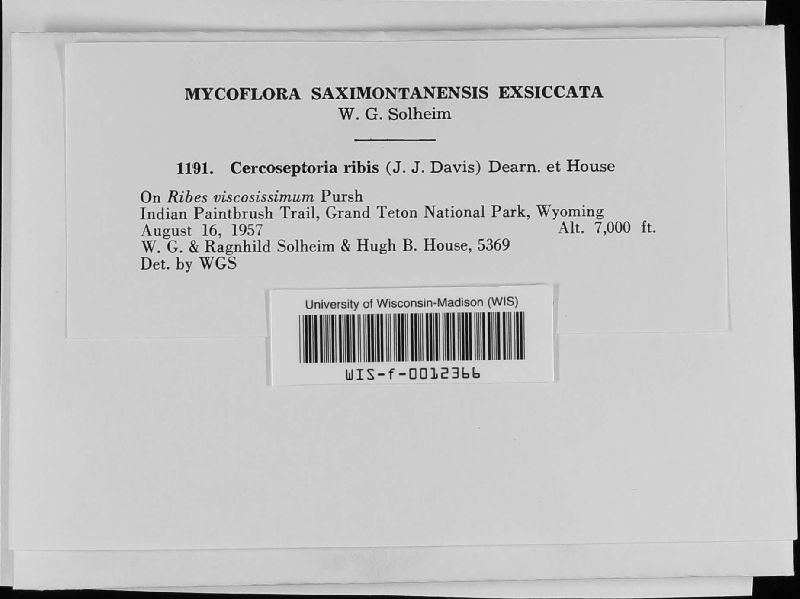 MYCOFLORA SAXIMONTANENSIS EXSICCATA
W. G. Solheim
1191. Cercoseptoria ribis (J. J. Davis) Dearn. et House
On Ribes viscosissimum Pursh
Indian Paintbrush Trail, Grand Teton National Park, Wyoming
August 16, 1957 Alt. 7,000 ft.
W. G. & Ragnhild Solheim & Hugh B. House, 5369
Det. by WGS
University of Wisconsin-Madison (WIS)
WIS-f-0012366